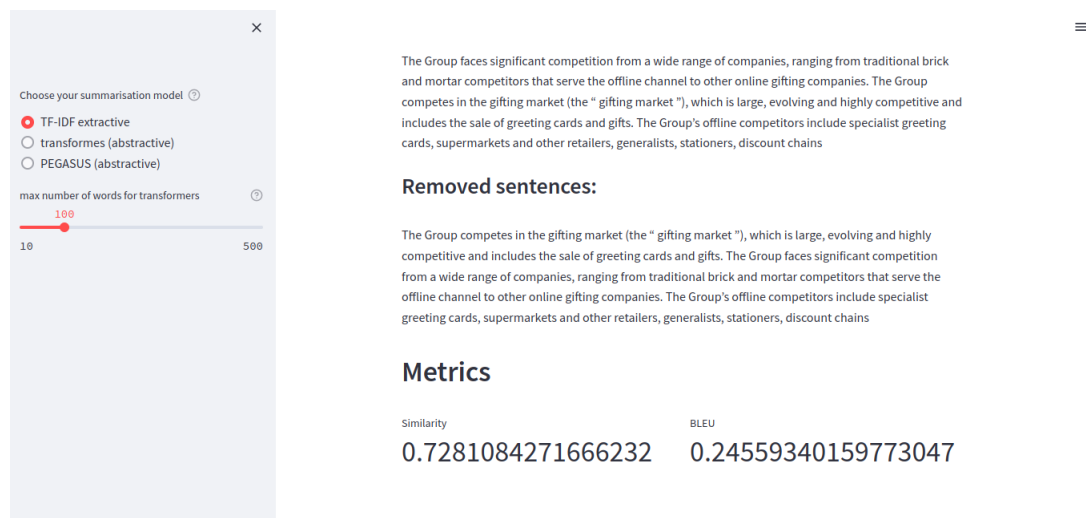 Choose your summarisation model
TF-IDF extractive
transformes (abstractive)
PEGASUS (abstractive)
max number of words for transformers
100
10 500
The Group faces significant competition from a wide range of companies, ranging from traditional brick
and mortar competitors that serve the offline channel to other online gifting companies. The Group
competes in the gifting market (the “ gifting market ”), which is large, evolving and highly competitive and
includes the sale of greeting cards and gifts. The Group’s offline competitors include specialist greeting
cards, supermarkets and other retailers, generalists, stationers, discount chains
Removed sentences:
The Group competes in the gifting market (the “ gifting market ”), which is large, evolving and highly
competitive and includes the sale of greeting cards and gifts. The Group faces significant competition
from a wide range of companies, ranging from traditional brick and mortar competitors that serve the
offline channel to other online gifting companies. The Group’s offline competitors include specialist
greeting cards, supermarkets and other retailers, generalists, stationers, discount chains
Metrics
Similarity
0.7281084271666232
BLEU
0.24559340159773047